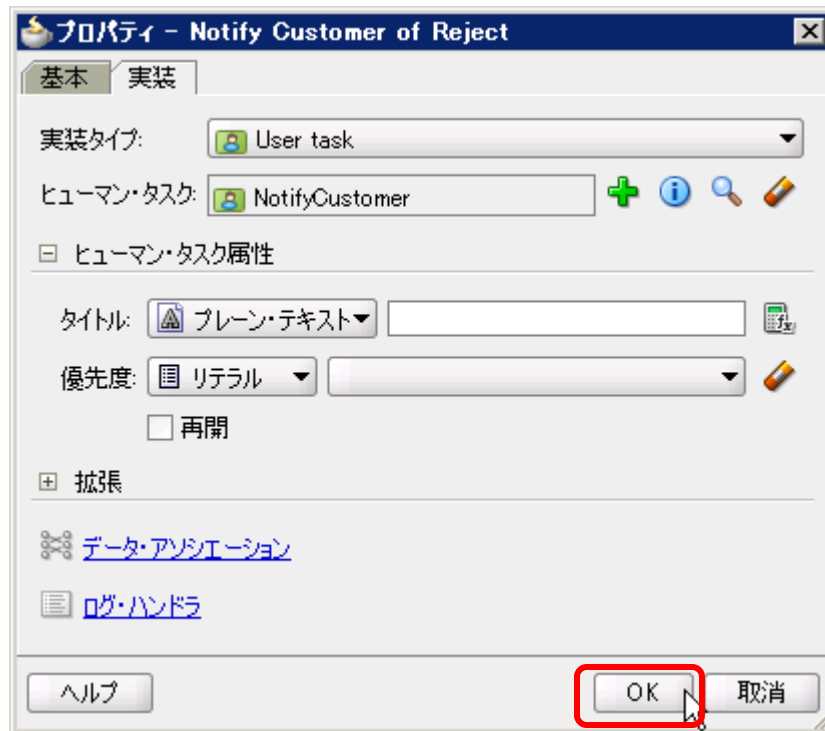 プロパティ - Notify Customer of Reject
基本 実装
実装タイプ: User task
ヒューマン・タスク: NotifyCustomer
ヒューマン・タスク属性
タイトル: プレーン・テキスト
優先度: リテラル
再開
拡張
データ・アソシエーション
ログ・ハンドラ
ヘルプ OK 取消